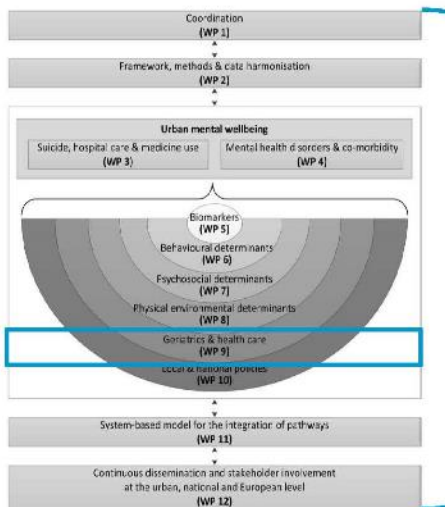 Coordination
(WP 1)
Framework, methods & data harmonisation
(WP 2)
Urban mental wellbeing
Suicide, hospital care & medicine use
(WP 3)
Mental health disorders & co-morbidity
(WP 4)
Biomarkers
(WP 5)
Behavioural determinants
(WP 6)
Psychosocial determinants
(WP 7)
Physical environmental determinants
(WP 8)
Geriatrics & health care
(WP 9)
Local & national policies
(WP 10)
System-based model for the integration of pathways
(WP 11)
Continuous dissemination and stakeholder involvement
at the urban, national and European level
(WP 12)